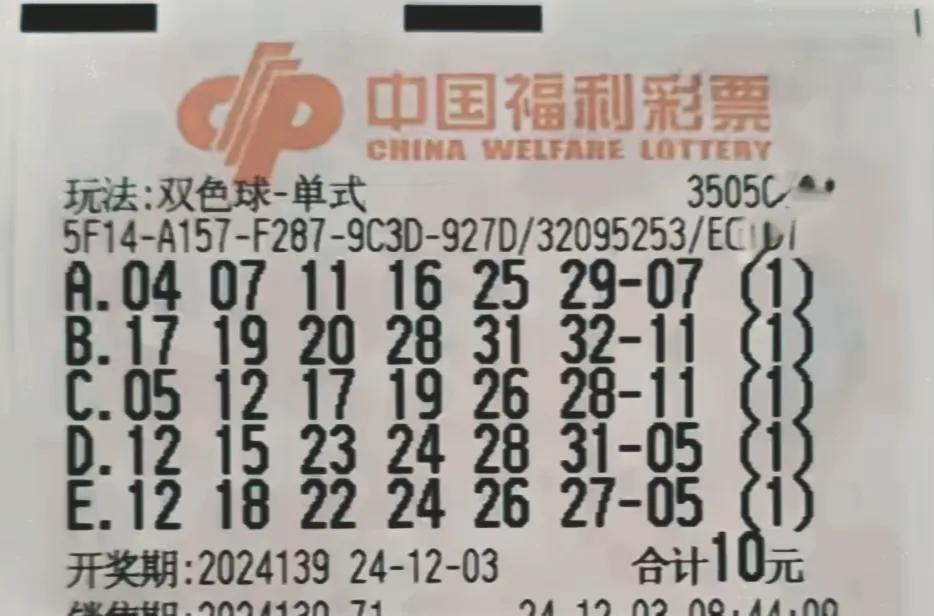 中国福利彩票
CHINA WELFARE LOTTERY
玩法:双色球-单式 3505
5F14-A157-F287-9C3D-927D/32095253/
A.04 07 11 16 25 29-07 (1)
B.17 19 20 28 31 32-11 (1)
C.05 12 17 19 26 28-11 (1)
D.12 15 23 24 28 31-05 (1)
E.12 18 22 24 26 27-05 (1)
开奖期:2024139 24-12-03 合计10元
销售期:2024139-71 24-12-03 08:44:09